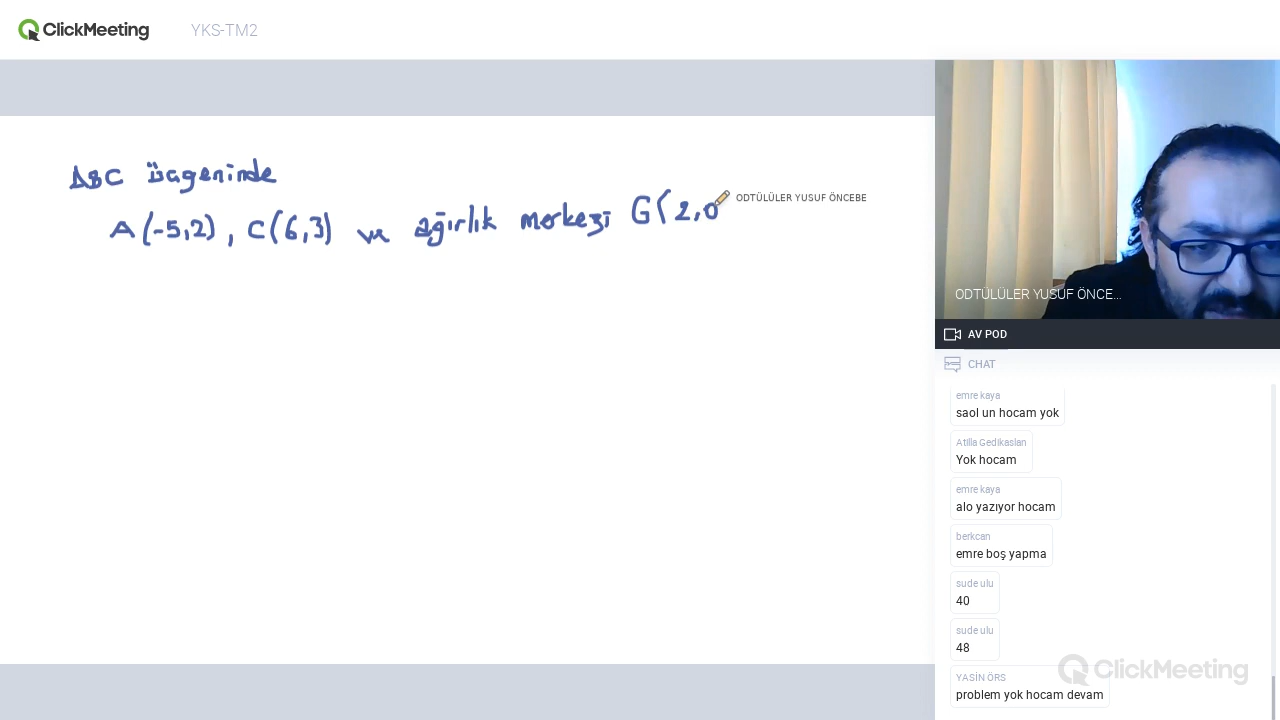 ClickMeeting YKS-TM2
ABC üçgeninde
A(-5,2), C(6,3) ve ağırlık merkezi G(2,0
ODTÜLÜLER YUSUF ÖNCEBE
ODTÜLÜLER YUSUF ÖNCE...
AV POD
CHAT
emre kaya
saol un hocam yok
Atilla Gedikaslan
Yok hocam
emre kaya
alo yazıyor hocam
berkcan
emre boş yapma
sude ulu
40
sude ulu
48
YASİN ÖRS
problem yok hocam devam
ClickMeeting